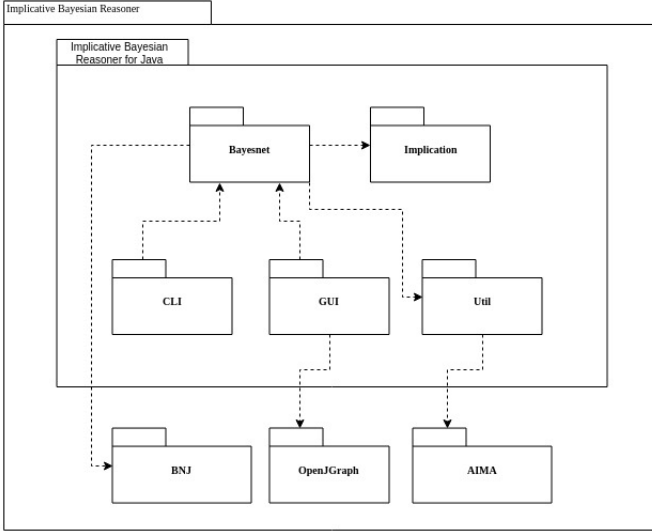 Implicative Bayesian Reasoner
Implicative Bayesian
Reasoner for Java
Bayesnet
Implication
CLI
GUI
Util
BNJ
OpenJGraph
AIMA